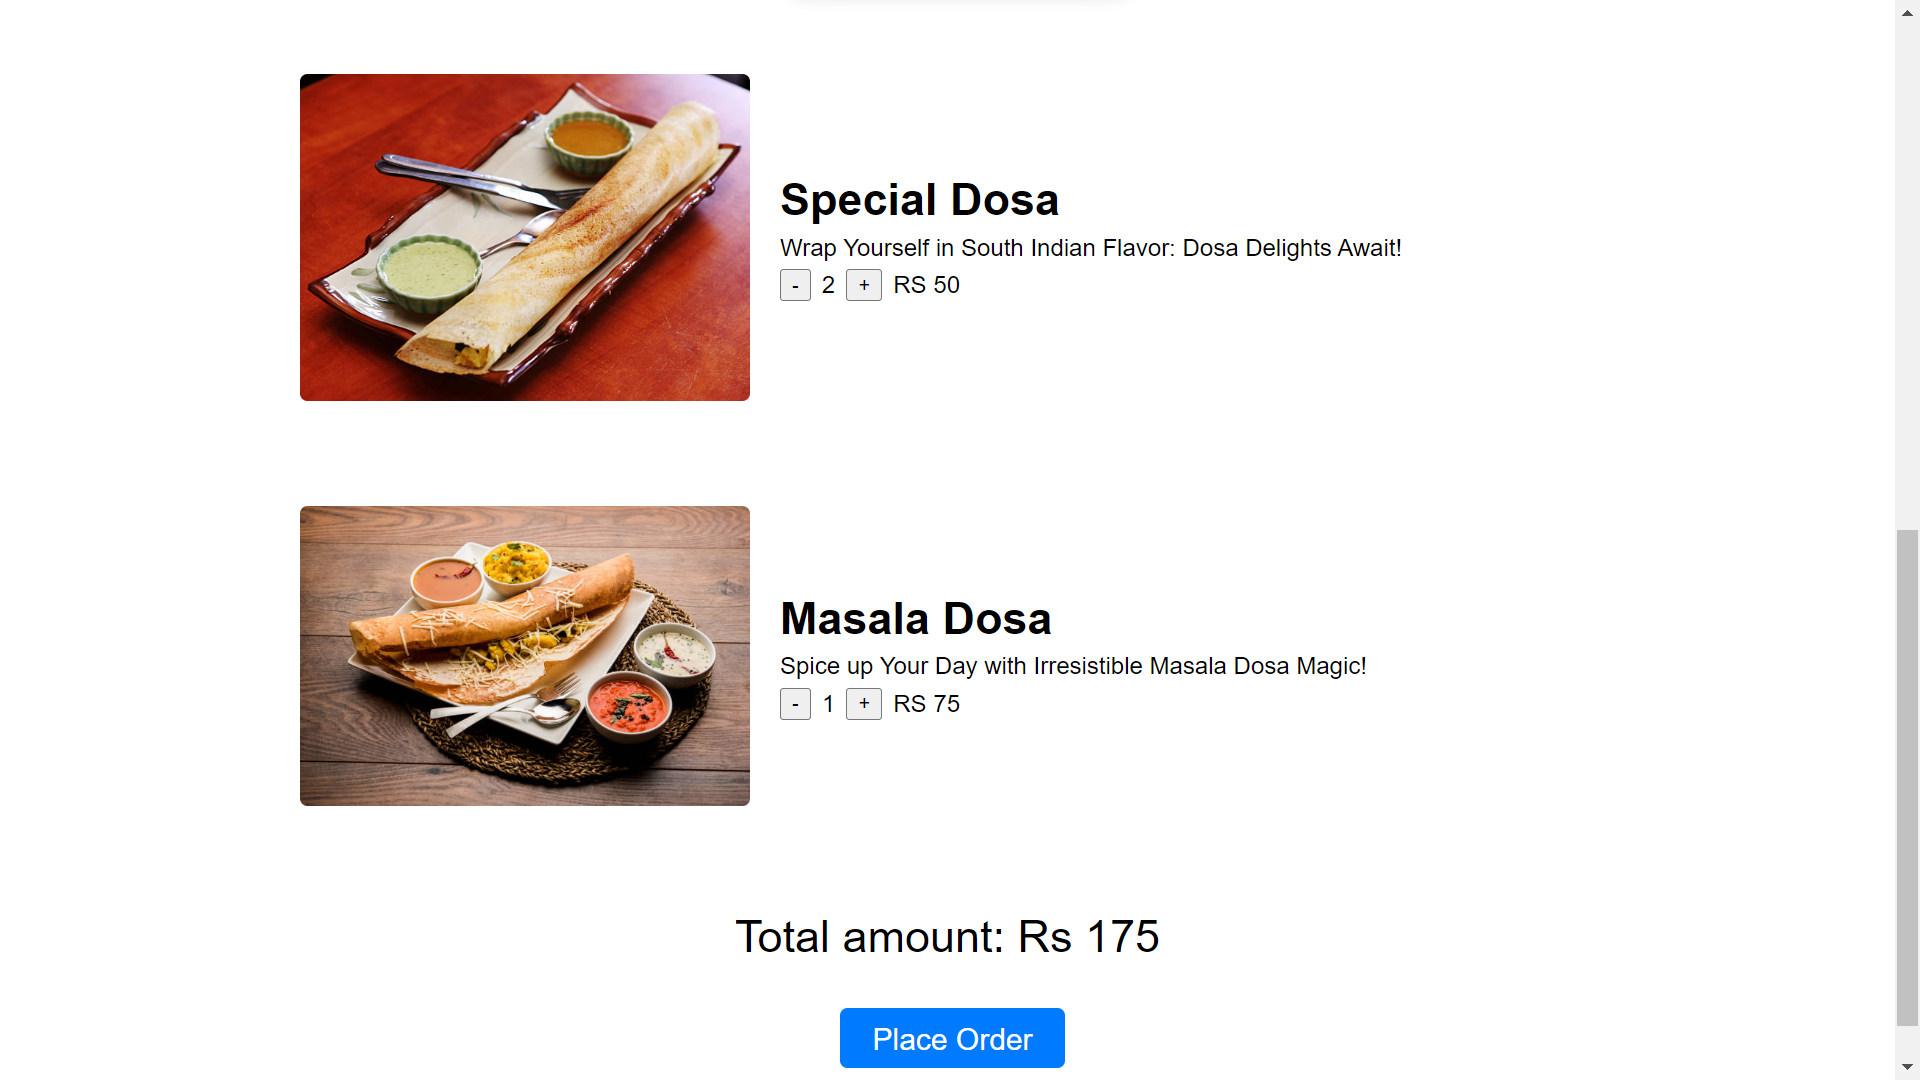 Special Dosa
Wrap Yourself in South Indian Flavor: Dosa Delights Await!
- 2 + RS 50
Masala Dosa
Spice up Your Day with Irresistible Masala Dosa Magic!
- 1 + RS 75
Total amount: Rs 175
Place Order